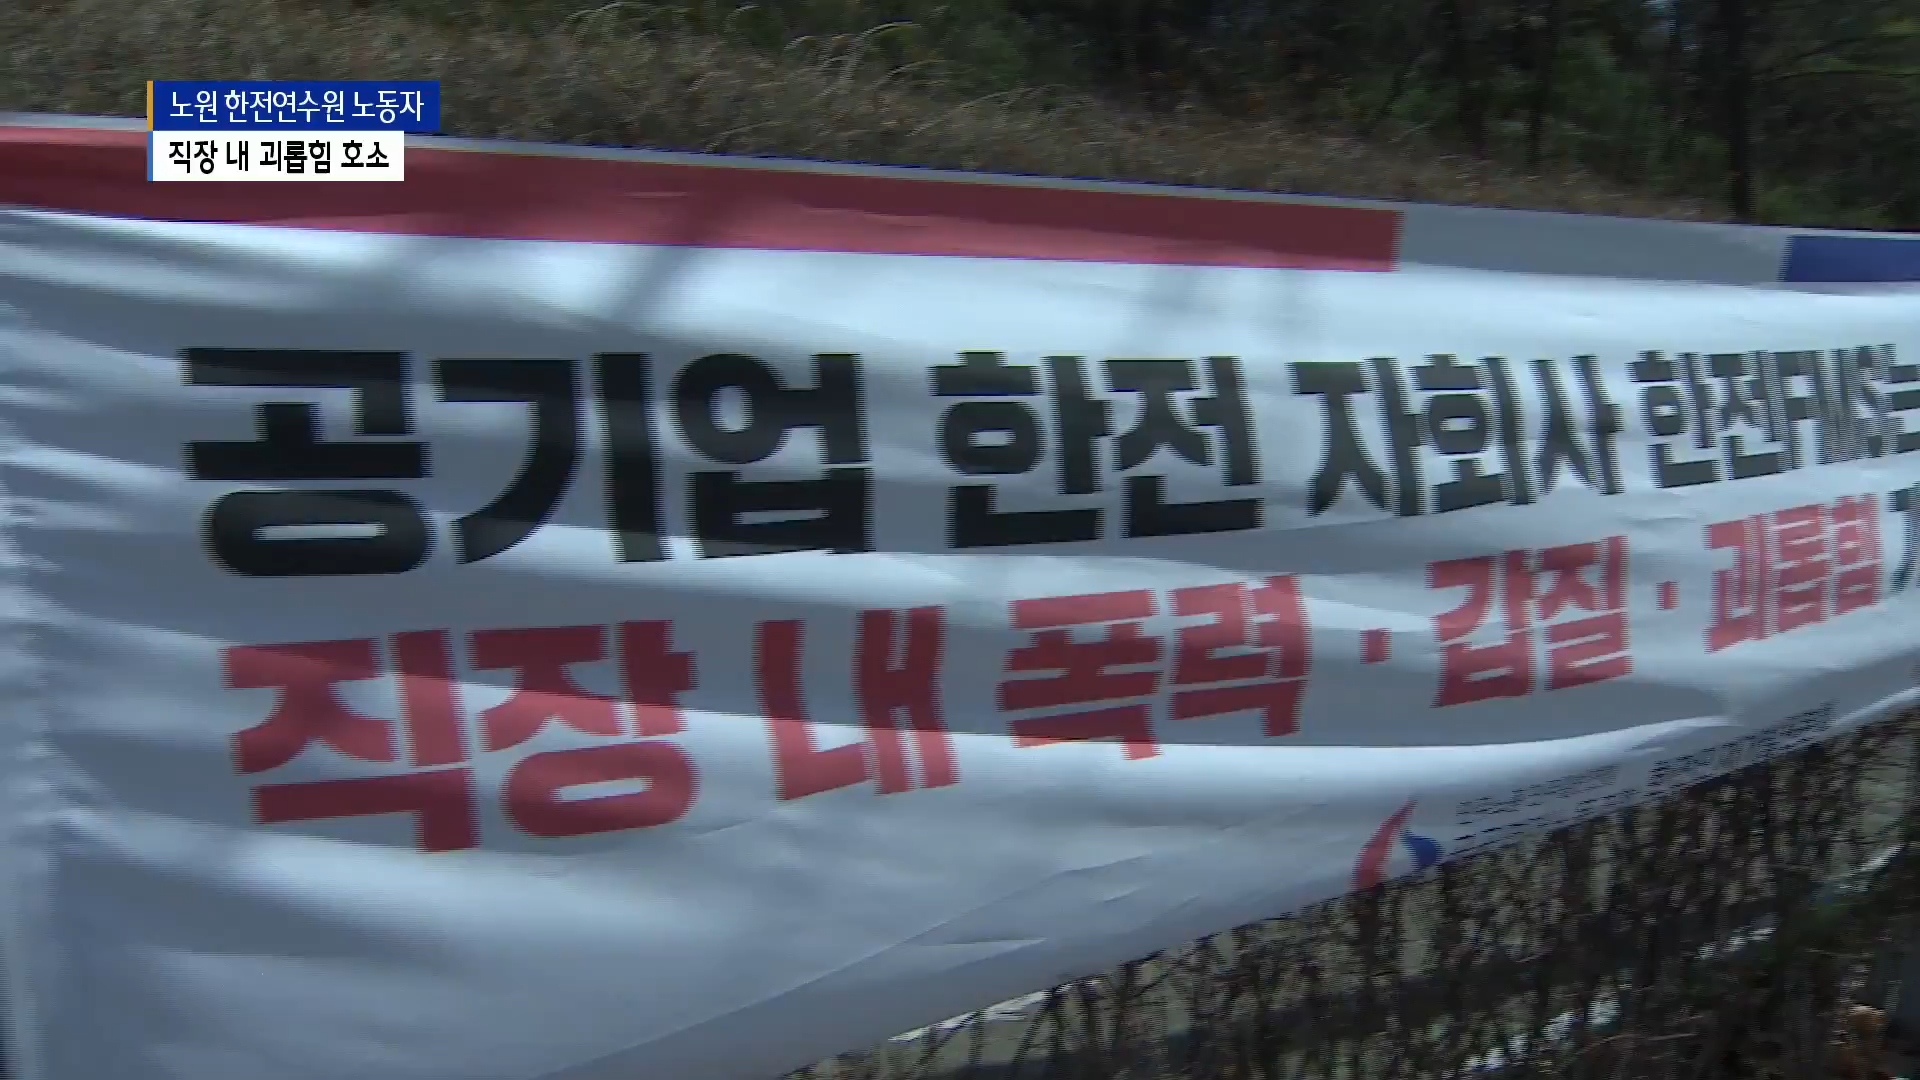 노원 한전연수원 노동자
직장 내 괴롭힘 호소
공기업 한전 자회사 한전FMS는
직장 내 폭력·갑질·괴롭힘